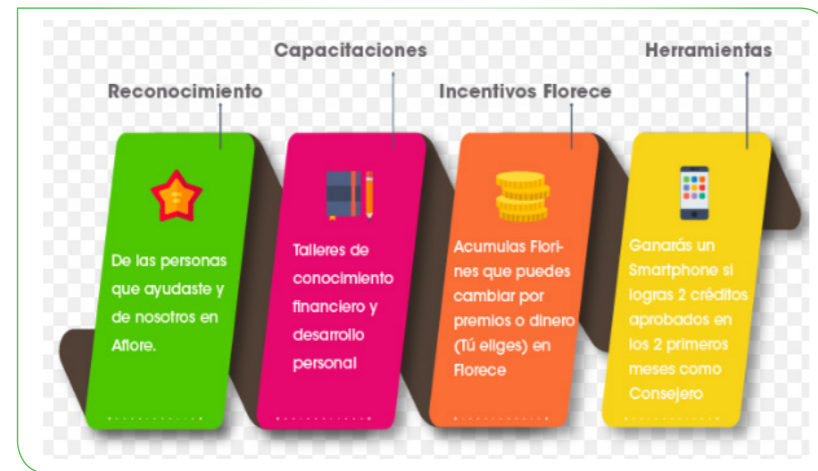 Reconocimiento
De las personas
que ayudaste y
de nosotros en
Aflore.
Capacitaciones
Talleres de
conocimiento
financiero y
desarrollo
personal
Incentivos Florece
Acumulas Flori-
nes que puedes
cambiar por
premios o dinero
(Tú eliges) en
Florece
Herramientas
Ganarás un
Smartphone si
logras 2 créditos
aprobados en
los 2 primeros
meses como
Consejero